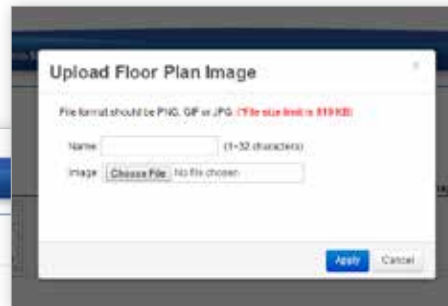 Upload Floor Plan Image
File format should be PNG, GIF or JPG. (*File size limit is 819 KB)
Name (1~32 characters)
Image Choose File No file chosen
Apply Cancel